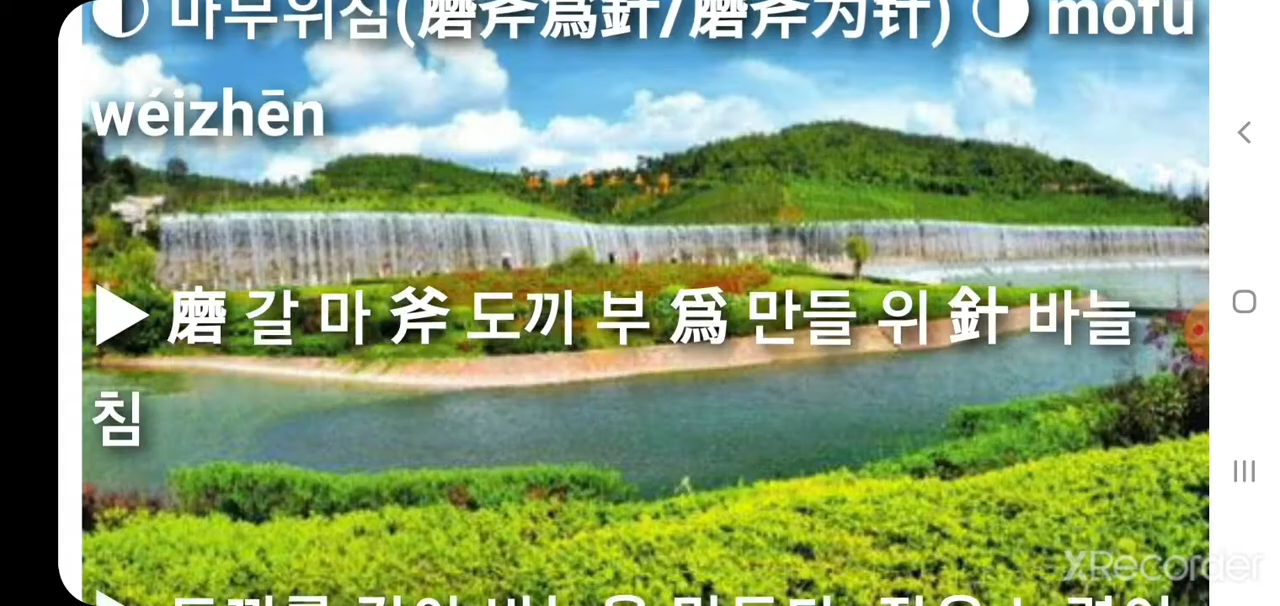 ◐ 마부위침(磨斧爲針/磨斧为针) ◑ mófǔ
wéizhēn
▶ 磨 갈 마 斧 도끼 부 爲 만들 위 針 바늘
침
XRecorder